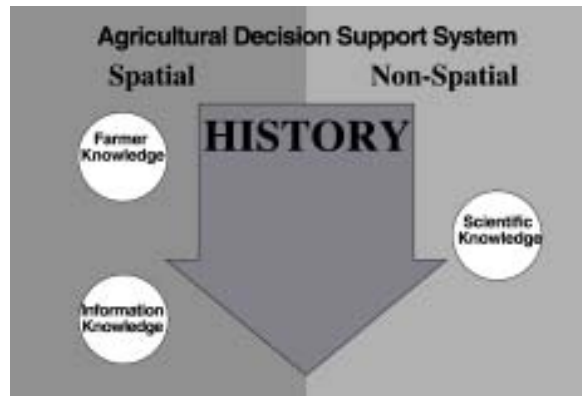 Agricultural Decision Support System
Spatial Non-Spatial
HISTORY
Farmer
Knowledge
Scientific
Knowledge
Information
Knowledge